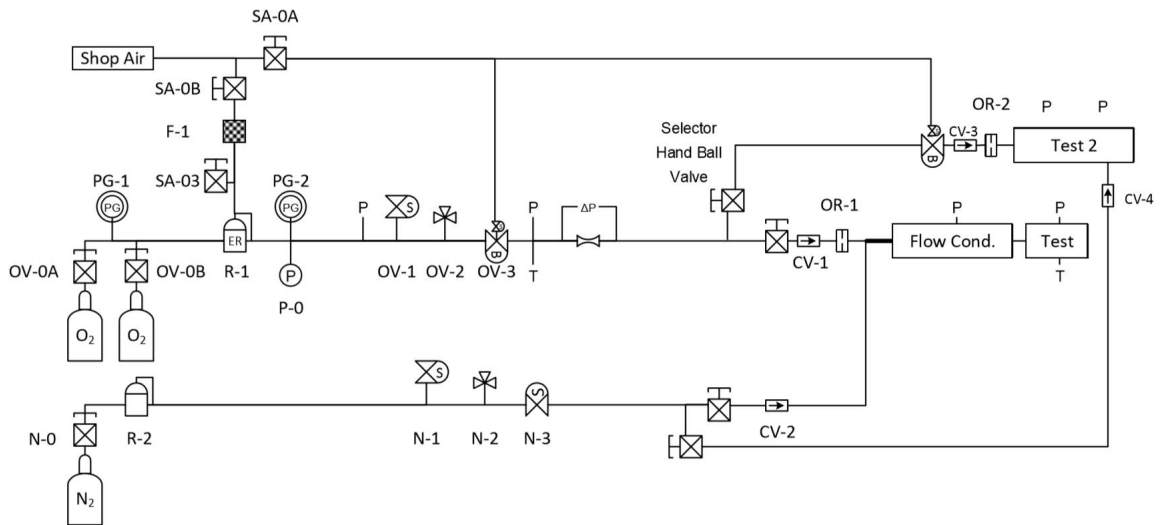 SA-0A
Shop Air
SA-0B
F-1
SA-03
PG-1
PG
PG-2
PG
ER
R-1
OV-0A
OV-0B
O₂
O₂
P
P-0
P
S
OV-1
OV-2
B
OV-3
P
T
ΔP
Selector
Hand Ball
Valve
B
CV-3
OR-2
P
P
Test 2
CV-4
CV-1
OR-1
P
Flow Cond.
P
Test
T
N-0
N₂
R-2
S
N-1
N-2
S
N-3
CV-2